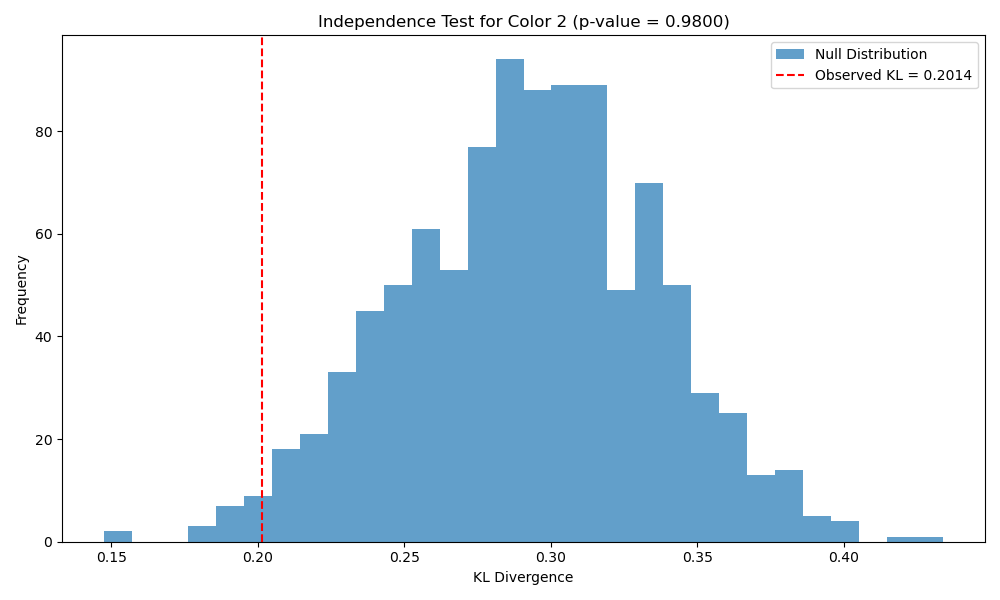 Independence Test for Color 2 (p-value = 0.9800)
Null Distribution
Observed KL = 0.2014
Frequency
80
60
40
20
0
0.15 0.20 0.25 0.30 0.35 0.40
KL Divergence